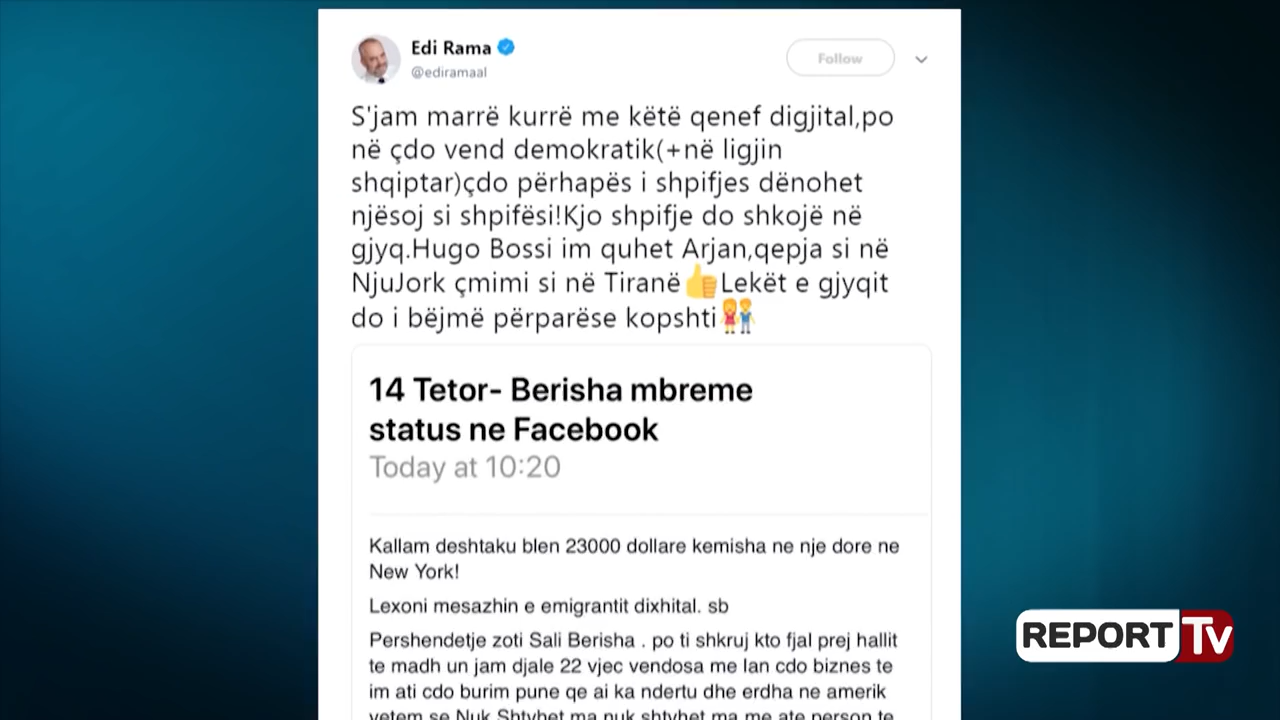 Edi Rama
@ediramaal
Follow
S'jam marrë kurrë me këtë qenef digjital,po
në çdo vend demokratik(+në ligjin
shqiptar)çdo përhapës i shpifjes dënohet
njësoj si shpifësi!Kjo shpifje do shkojë në
gjyq.Hugo Bossi im quhet Arjan,qepja si në
NjuJork çmimi si në Tiranë👍Lekët e gjyqit
do i bëjmë përparëse kopshti👫
14 Tetor- Berisha mbreme
status ne Facebook
Today at 10:20
Kallam deshtaku blen 23000 dollare kemisha ne nje dore ne
New York!
Lexoni mesazhin e emigrantit dixhital. sb
Pershendetje zoti Sali Berisha . po ti shkruj kto fjal prej hallit
te madh un jam djale 22 vjec vendosa me lan cdo biznes te
im ati cdo burim pune qe ai ka ndertu dhe erdha ne amerik
vetem se Nuk Shtyhet ma nuk shtyhet ma me ate person te
REPORT Tv